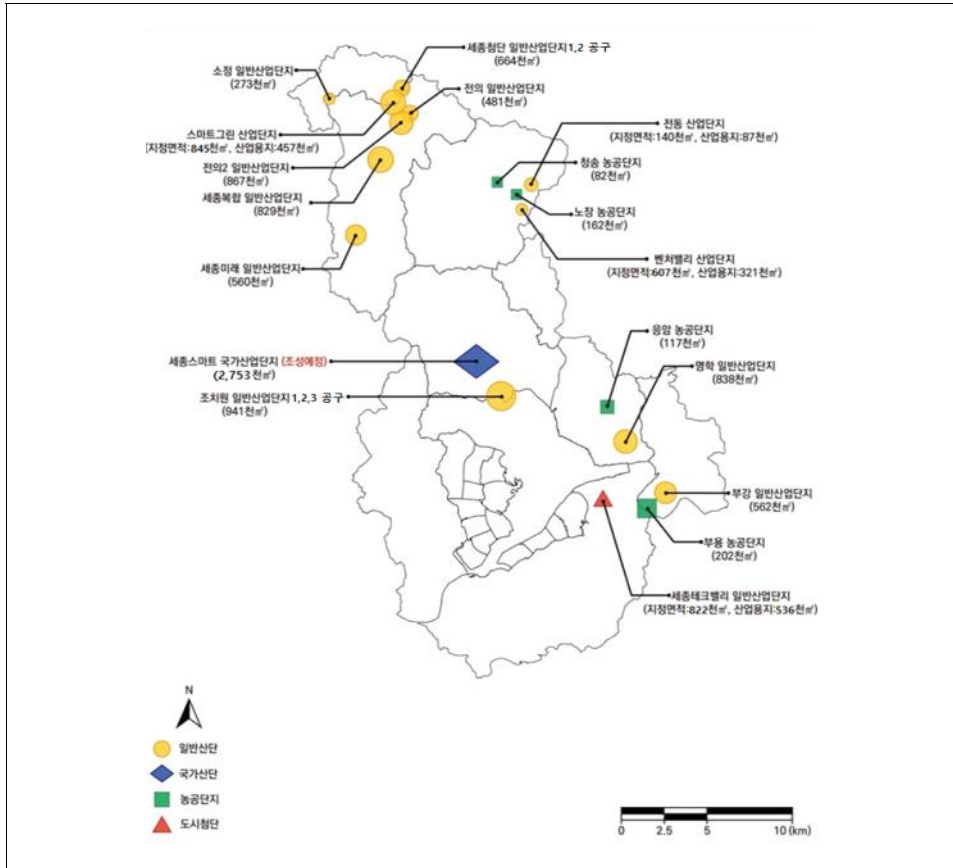 세종첨단 일반산업단지1,2 공구
(664천㎡)
소정 일반산업단지
(273천㎡)
전의 일반산업단지
(481천㎡)
스마트그린 산업단지
(지정면적:845천㎡, 산업용지:457천㎡)
전동 산업단지
(지정면적:140천㎡, 산업용지:87천㎡)
전의2 일반산업단지
(867천㎡)
청송 농공단지
(82천㎡)
세종복합 일반산업단지
(829천㎡)
노장 농공단지
(162천㎡)
세종미래 일반산업단지
(560천㎡)
벤처밸리 산업단지
(지정면적:607천㎡, 산업용지:321천㎡)
응암 농공단지
(117천㎡)
세종스마트 국가산업단지 (조성예정)
(2,753천㎡)
명학 일반산업단지
(838천㎡)
조치원 일반산업단지1,2,3 공구
(941천㎡)
부강 일반산업단지
(562천㎡)
부용 농공단지
(202천㎡)
세종테크밸리 일반산업단지
(지정면적:822천㎡, 산업용지:536천㎡)
N
일반산단
국가산단
농공단지
도시첨단
0 2.5 5 10 (km)